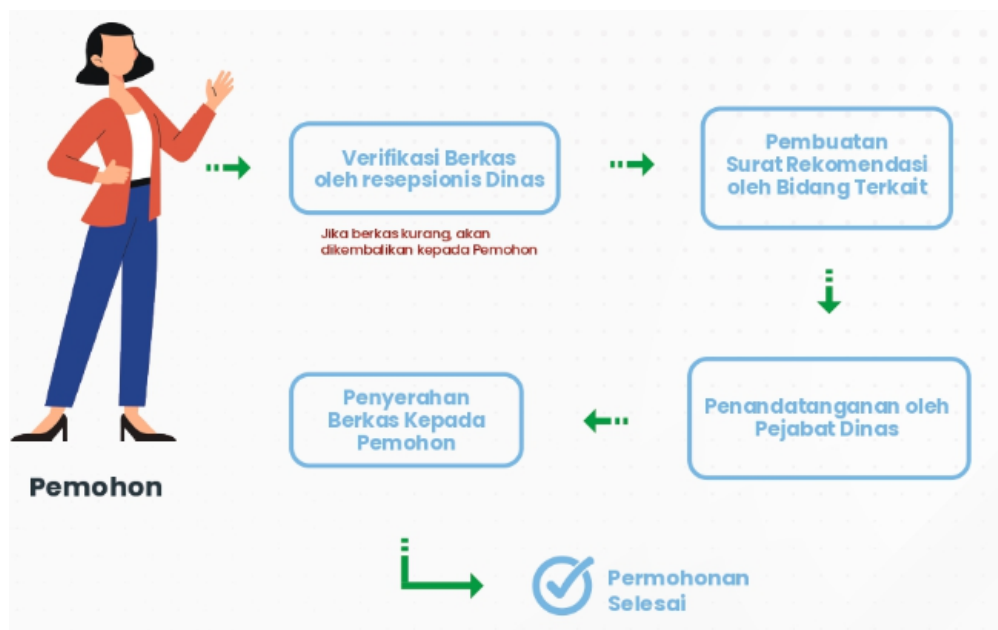 Verifikasi Berkas
oleh resepsionis Dinas
Jika berkas kurang, akan
dikembalikan kepada Pemohon
Pembuatan
Surat Rekomendasi
oleh Bidang Terkait
Penandatanganan oleh
Pejabat Dinas
Penyerahan
Berkas Kepada
Pemohon
Pemohon
Permohonan
Selesai